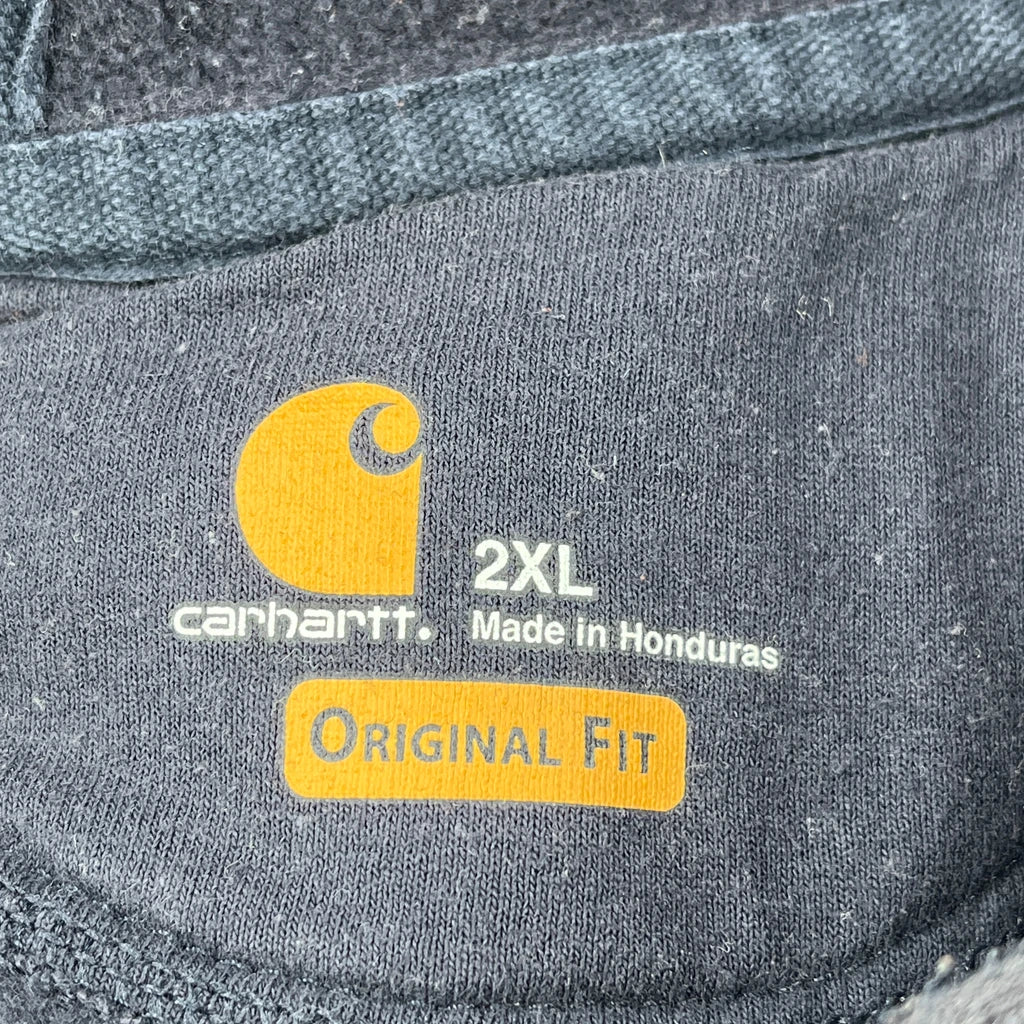 2XL
carhartt.
Made in Honduras
ORIGINAL FIT